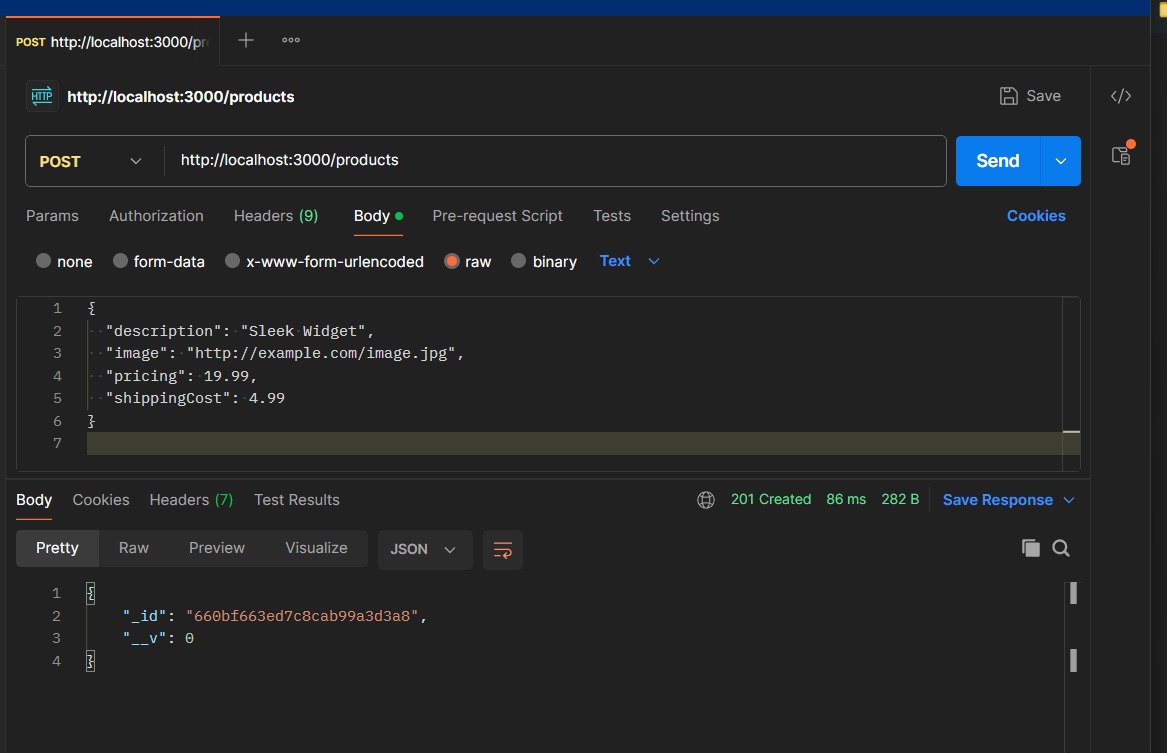 POST http://localhost:3000/pr
HTTP http://localhost:3000/products
Save
POST http://localhost:3000/products
Send
Params Authorization Headers (9) Body Pre-request Script Tests Settings Cookies
none form-data x-www-form-urlencoded raw binary Text
1 {
2 "description": "Sleek Widget",
3 "image": "http://example.com/image.jpg",
4 "pricing": 19.99,
5 "shippingCost": 4.99
6 }
7
Body Cookies Headers (7) Test Results 201 Created 86 ms 282 B Save Response
Pretty Raw Preview Visualize JSON
1 {
2 "_id": "660bf663ed7c8cab99a3d3a8",
3 "__v": 0
4 }